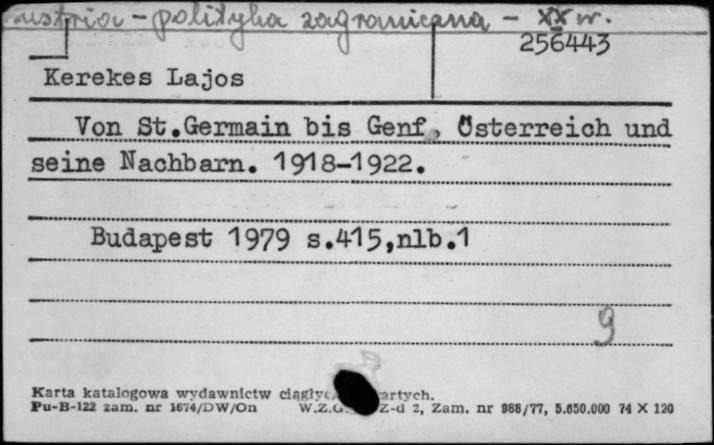 Austria - polityka zagraniczna - XX w.
256443
Kerekes Lajos
Von St.Germain bis Genf, Österreich und
seine Nachbarn. 1918-1922.
Budapest 1979 s.415,nlb.1
9
Karta katalogowa wydawnictw
Pu-B-122 zam. nr 1674/DW/On W.Z.G. Z-d 2, Zam. nr 988/77, 5.650.000 74 X 120